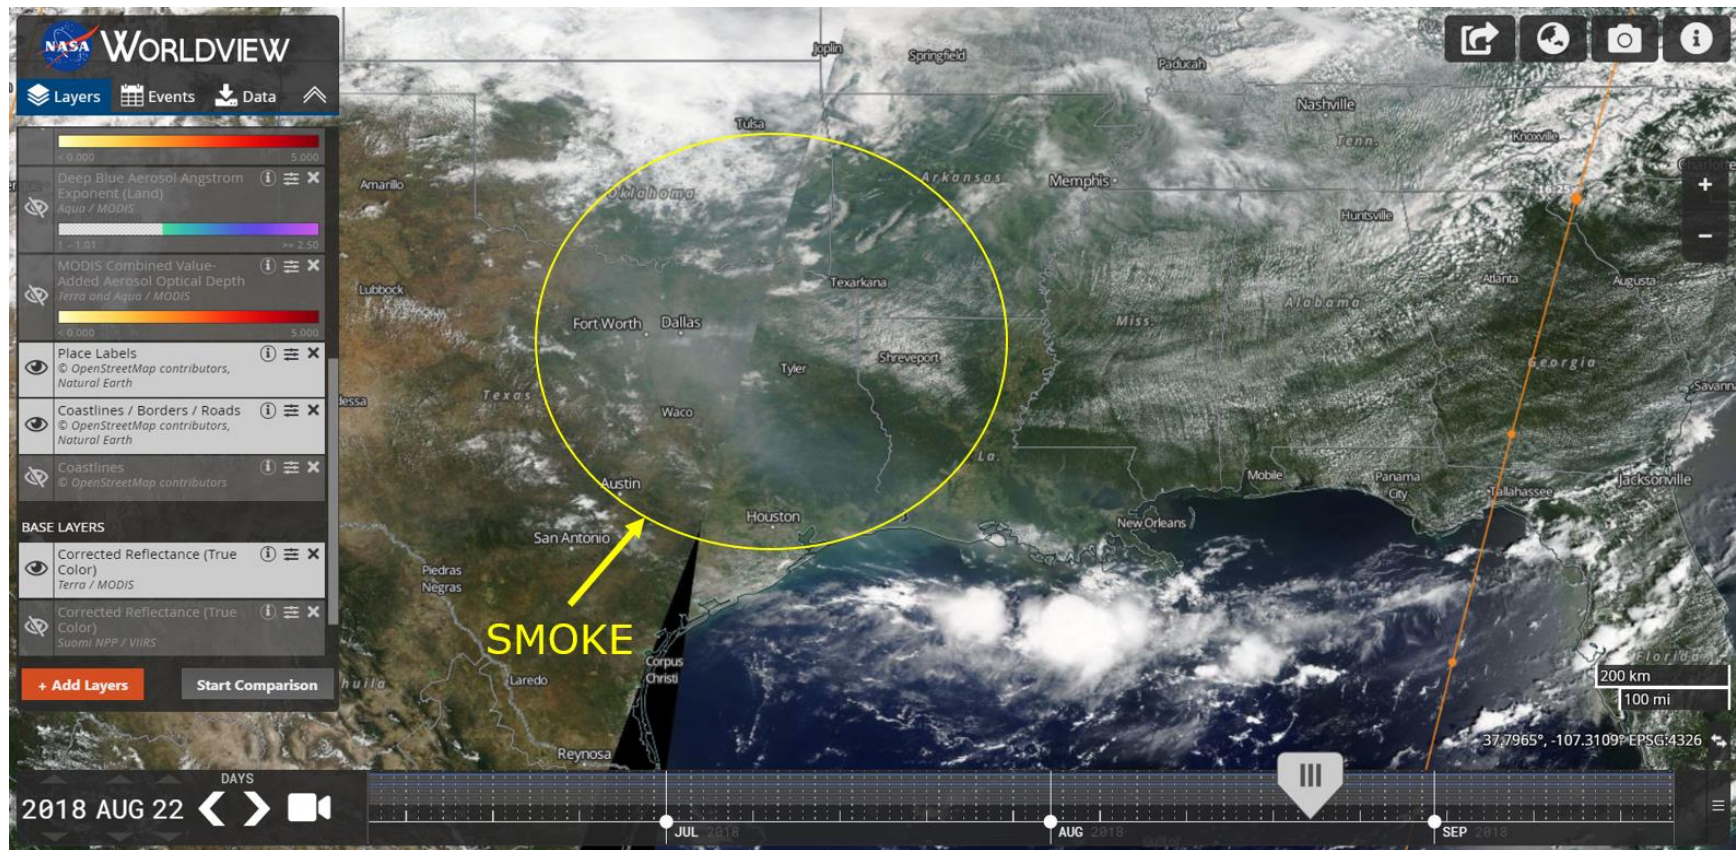 NASA WORLDVIEW
Layers
Events
Data
< 0.000
5.000
Deep Blue Aerosol Angstrom
Exponent (Land)
Aqua / MODIS
1 – 1.01
>= 2.50
MODIS Combined Value-
Added Aerosol Optical Depth
Terra and Aqua / MODIS
< 0.000
5.000
Place Labels
© OpenStreetMap contributors,
Natural Earth
Coastlines / Borders / Roads
© OpenStreetMap contributors,
Natural Earth
Coastlines
© OpenStreetMap contributors
BASE LAYERS
Corrected Reflectance (True
Color)
Terra / MODIS
Corrected Reflectance (True
Color)
Suomi NPP / VIIRS
+ Add Layers
Start Comparison
Joplin
Springfield
Paducah
Nashville
Tulsa
Knoxville
Tenn.
Amarillo
Oklahoma
Arkansas
Memphis
Huntsville
16:25
Lubbock
Texarkana
Atlanta
Augusta
Alabama
Fort Worth
Dallas
Miss.
Shreveport
Tyler
Georgia
Savann
Texas
essa
Waco
La.
Austin
Mobile
Panama
City
Tallahassee
Jacksonville
Houston
New Orleans
San Antonio
Piedras
Negras
SMOKE
Corpus
Christi
Laredo
huila
Florida
200 km
100 mi
Reynosa
37.7965°, -107.3109° EPSG:4326
DAYS
2018 AUG 22
JUL 2018
AUG 2018
SEP 2018